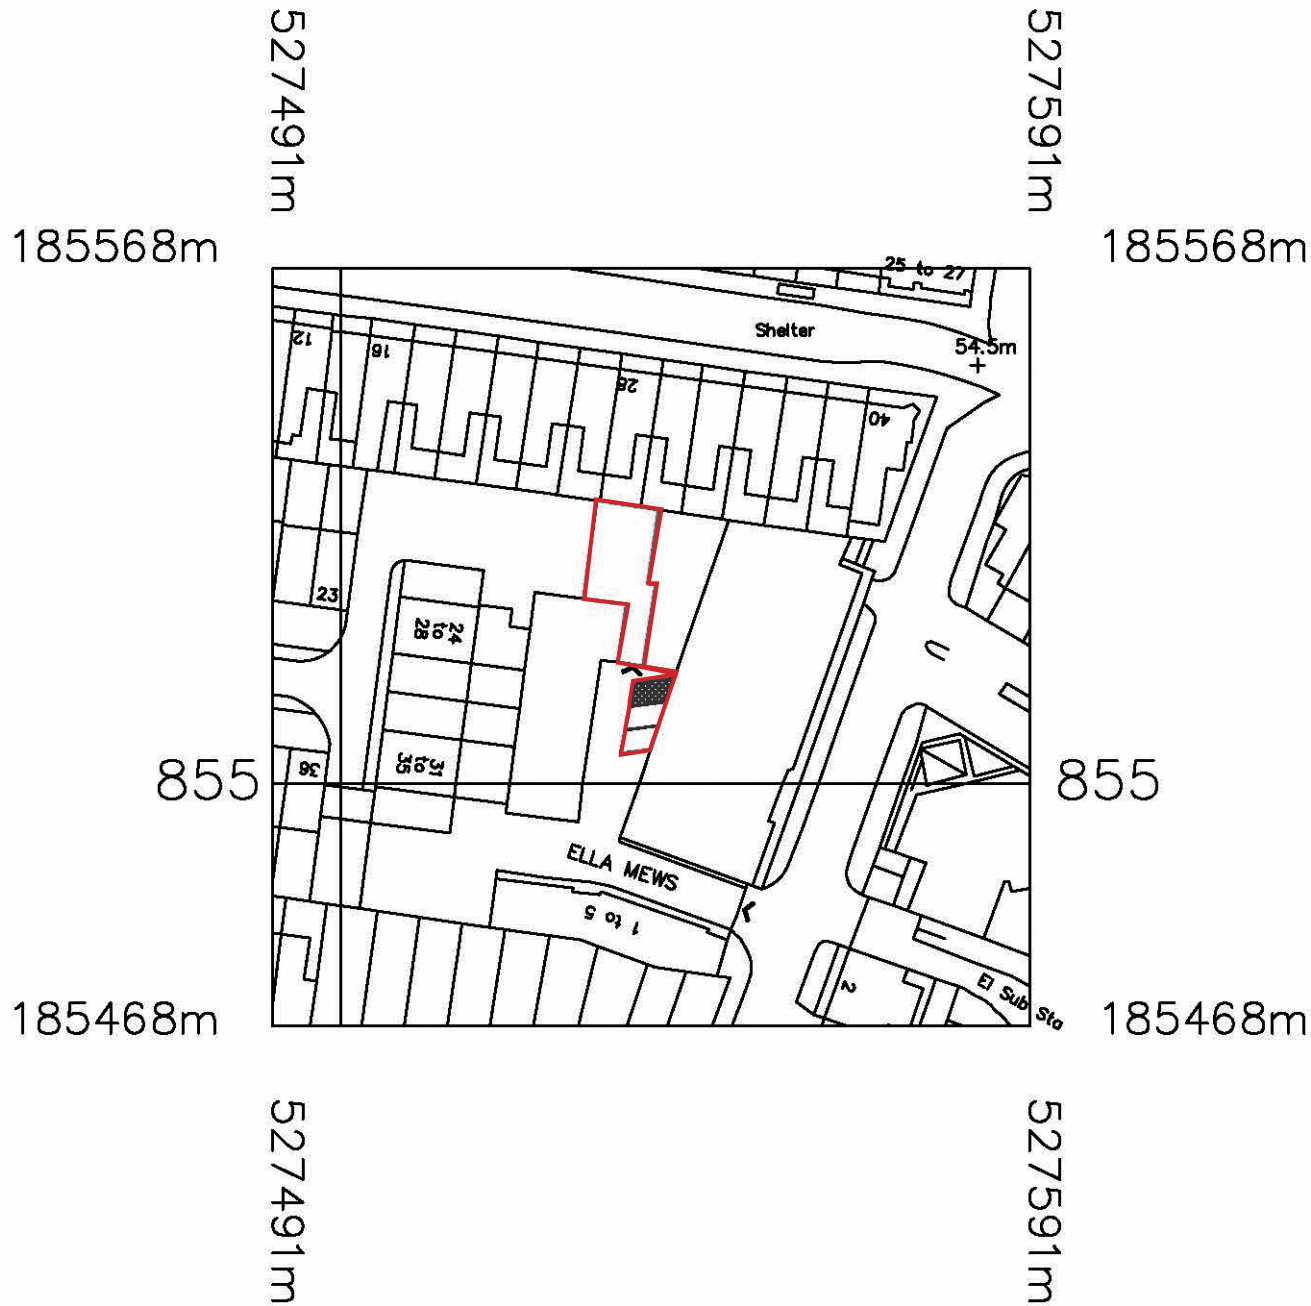 527491m
527591m
185568m
185568m
25 to 27
Shelter
54.5m
12
16
28
40
23
24
to
28
31
to
35
36
855
855
ELLA MEWS
1 to 5
2
El Sub Sta
185468m
185468m
527491m
527591m